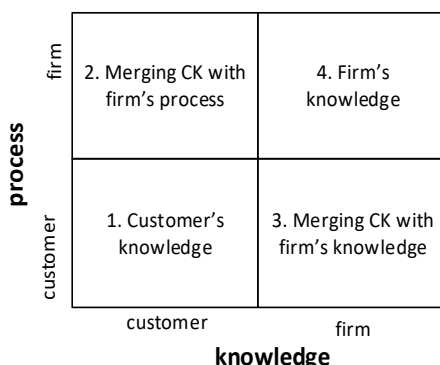 firm
2. Merging CK with
firm's process
4. Firm's
knowledge
process
customer
1. Customer's
knowledge
3. Merging CK with
firm's knowledge
customer
firm
knowledge